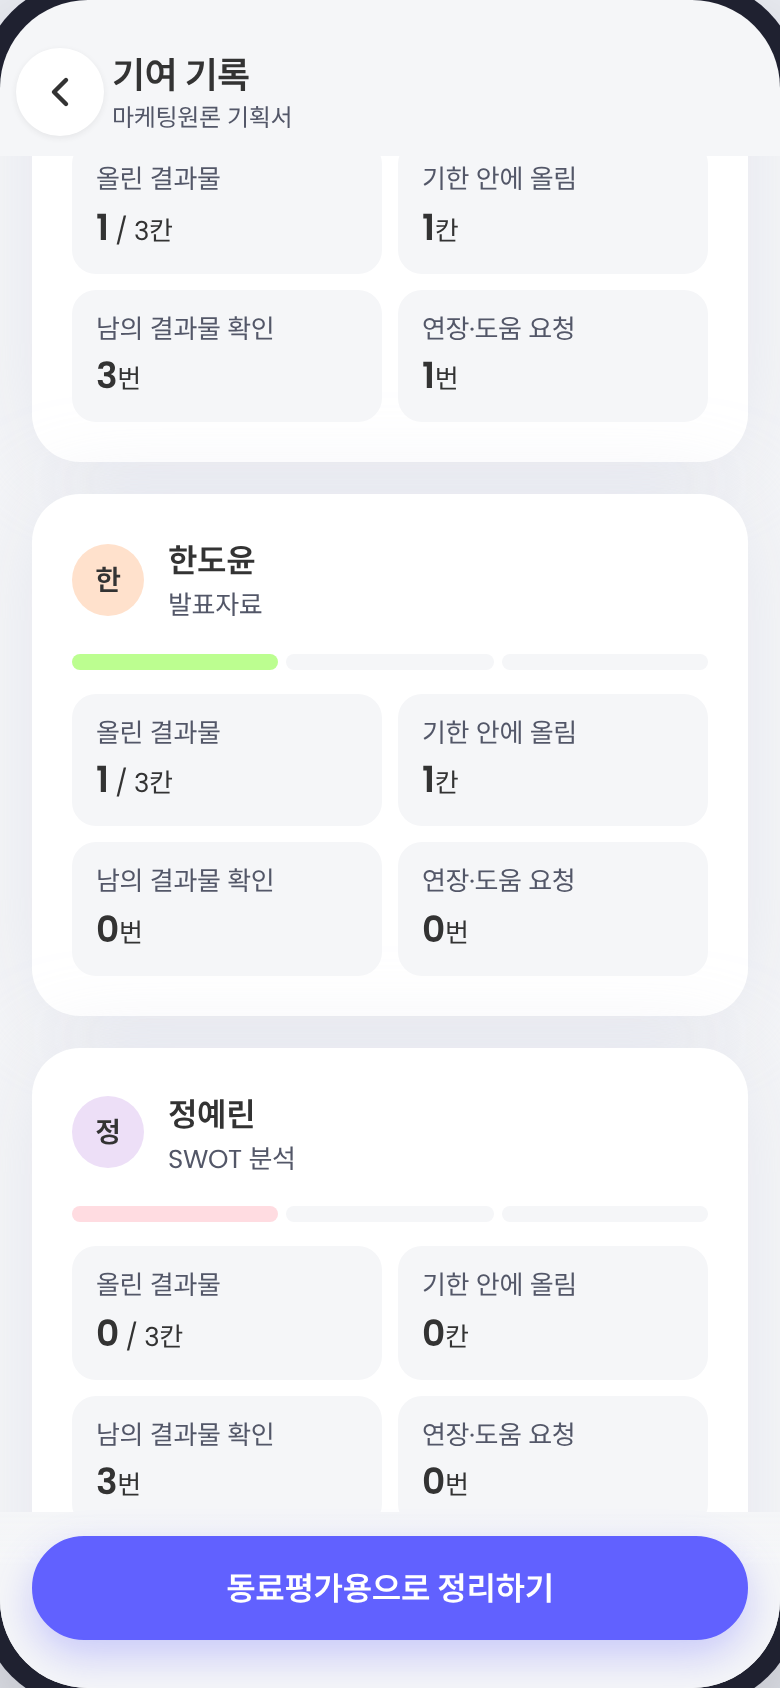 기여 기록
마케팅원론 기획서
올린 결과물
1 / 3칸
기한 안에 올림
1칸
남의 결과물 확인
3번
연장·도움 요청
1번
한
한도윤
발표자료
올린 결과물
1 / 3칸
기한 안에 올림
1칸
남의 결과물 확인
0번
연장·도움 요청
0번
정
정예린
SWOT 분석
올린 결과물
0 / 3칸
기한 안에 올림
0칸
남의 결과물 확인
3번
연장·도움 요청
0번
동료평가용으로 정리하기